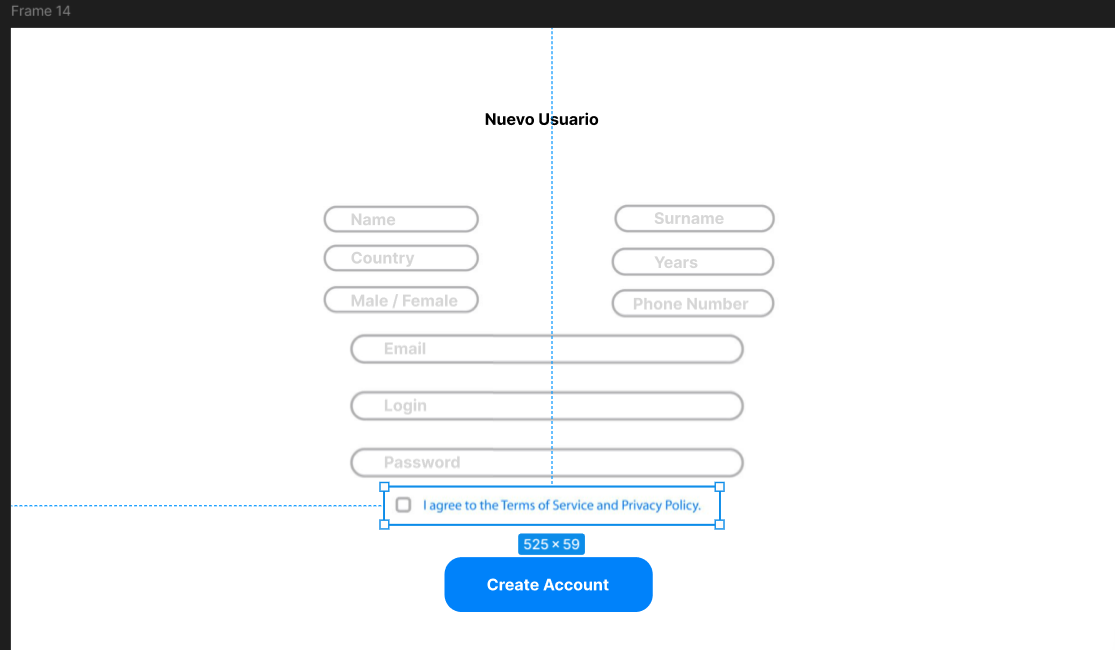 Frame 14
Nuevo Usuario
Name
Surname
Country
Years
Male / Female
Phone Number
Email
Login
Password
I agree to the Terms of Service and Privacy Policy.
525 × 59
Create Account